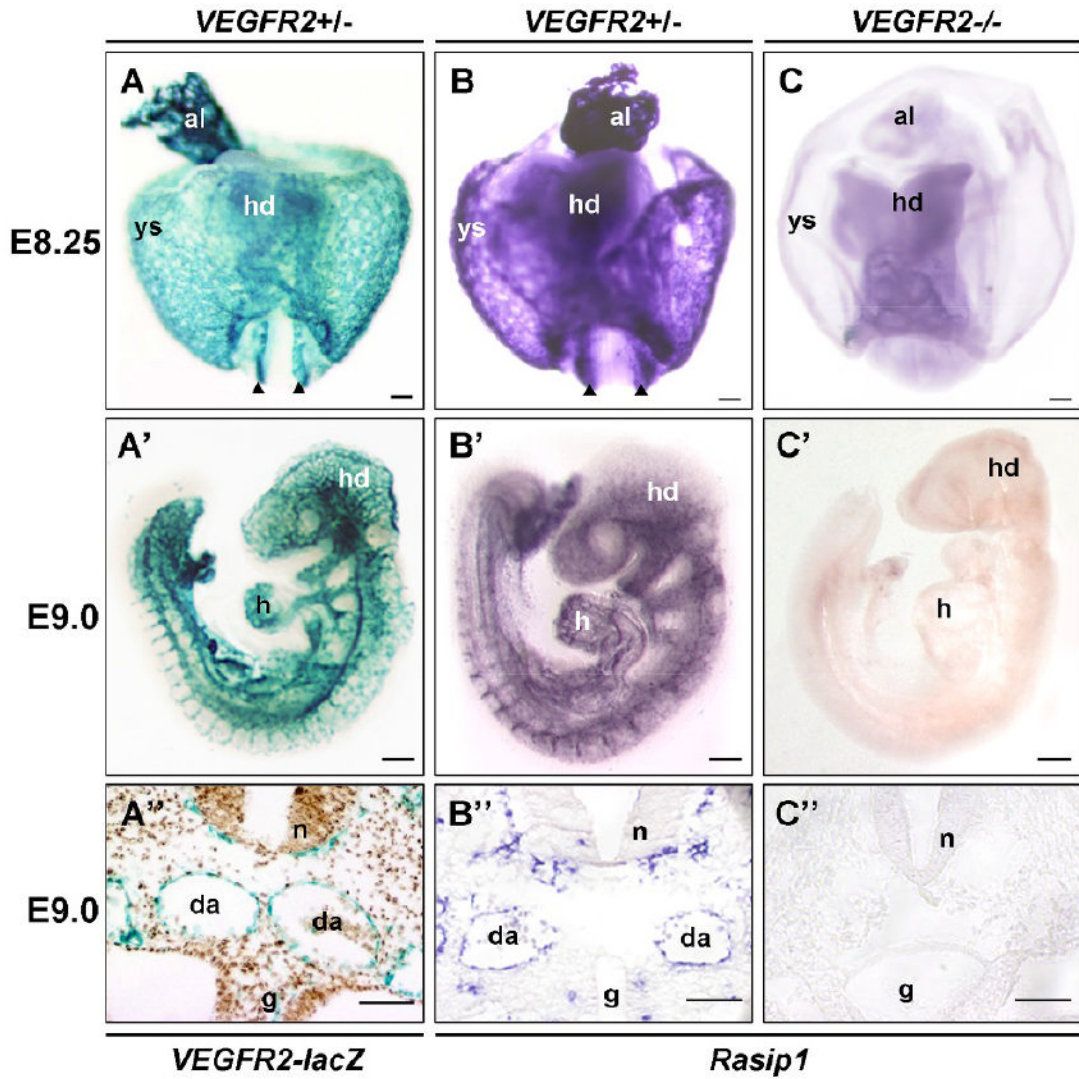 VEGFR2+/- VEGFR2+/- VEGFR2-/-
A B C
al al al
hd hd hd
ys ys ys
E8.25
A' B' C'
hd hd hd
h h h
E9.0
A'' B'' C''
n n n
da da da da
g g g
E9.0
VEGFR2-lacZ Rasip1